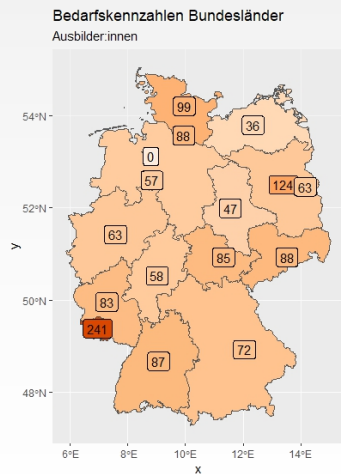 Bedarfskennzahlen Bundesländer
Ausbilder:innen
54°N
52°N
50°N
48°N
y
99
88
36
0
57
124
63
47
63
85
88
58
83
241
87
72
6°E
8°E
10°E
12°E
14°E
x